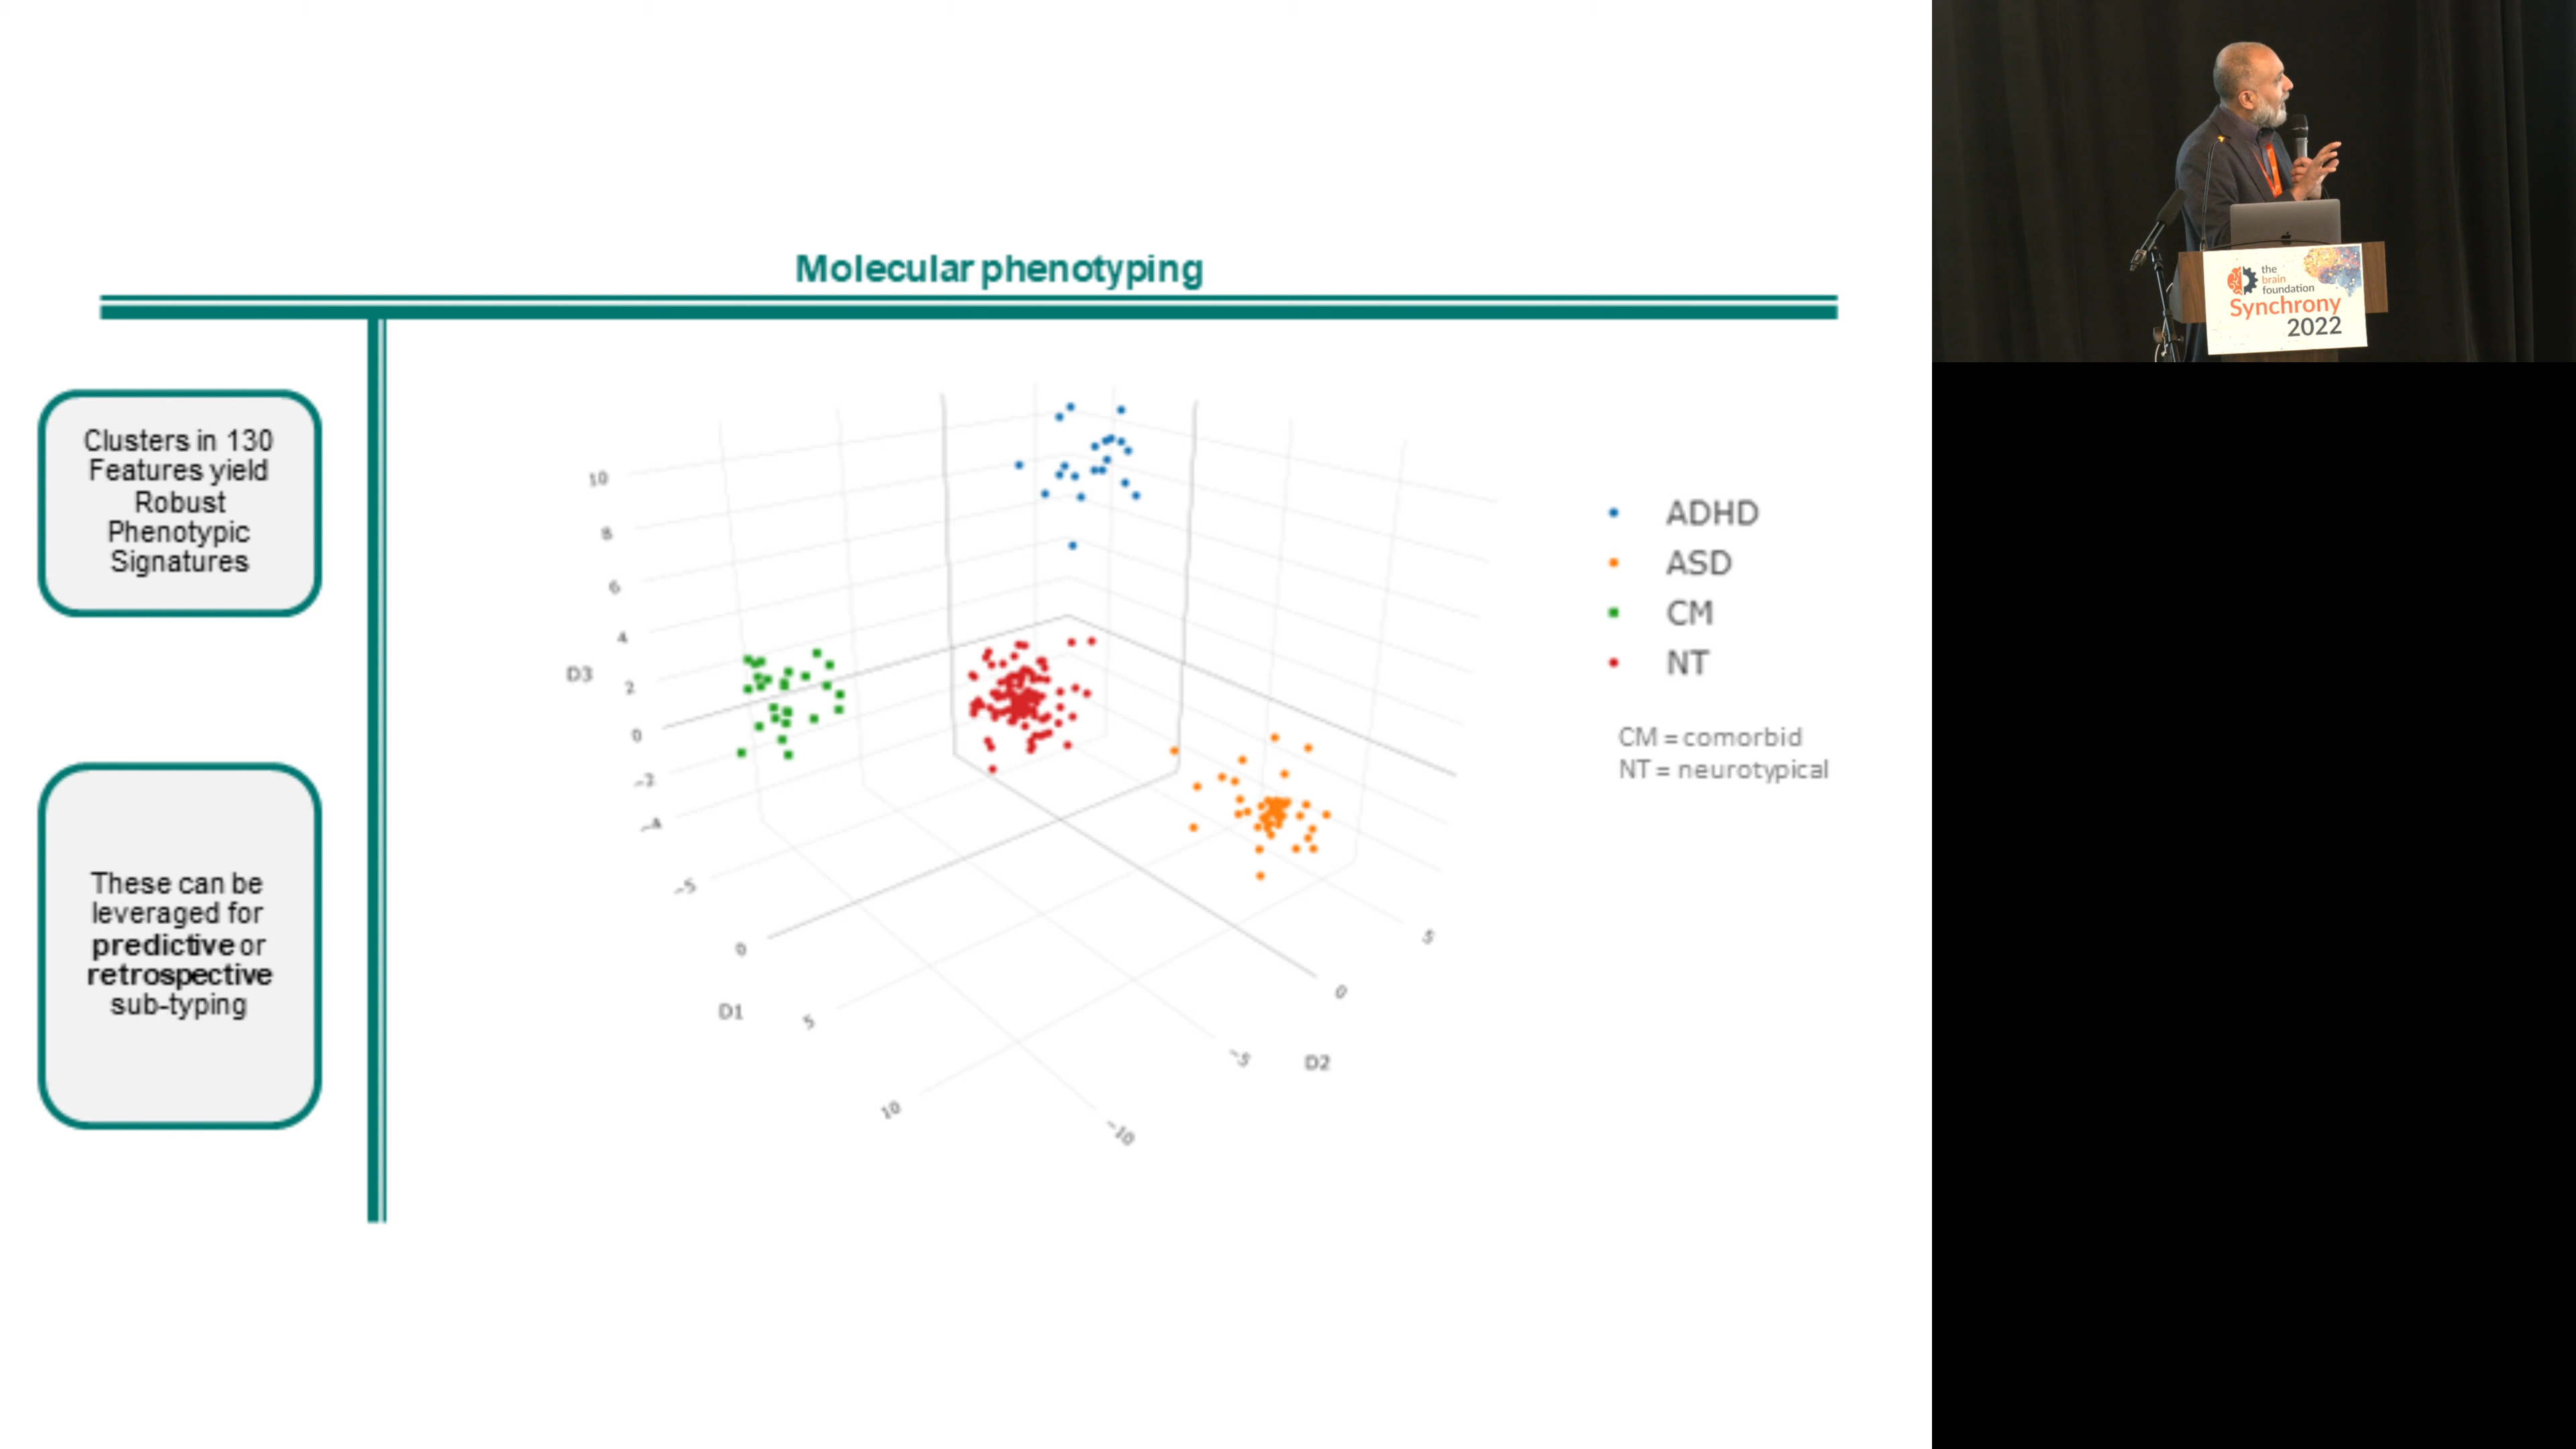 Molecular phenotyping
Clusters in 130
Features yield
Robust
Phenotypic
Signatures
These can be
leveraged for
predictive or
retrospective
sub-typing
10
8
6
4
2
0
−2
−4
D3
−5
0
5
10
D1
5
0
−5
−10
D2
ADHD
ASD
CM
NT
CM = comorbid
NT = neurotypical
the
brain
foundation
Synchrony
2022